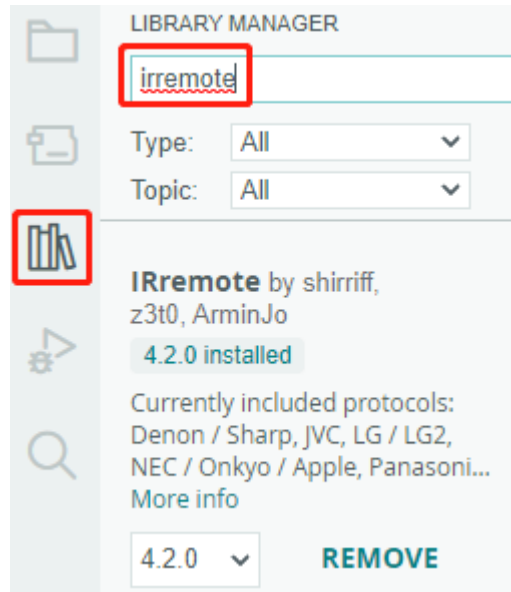 LIBRARY MANAGER
irremote
Type: All
Topic: All
IRremote by shirriff,
z3t0, ArminJo
4.2.0 installed
Currently included protocols:
Denon / Sharp, JVC, LG / LG2,
NEC / Onkyo / Apple, Panasoni...
More info
4.2.0 REMOVE